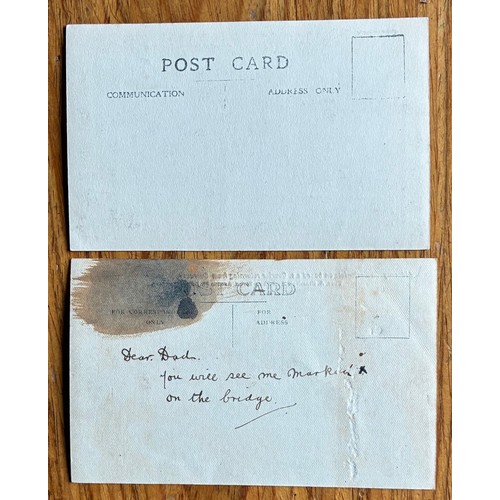 POST CARD
COMMUNICATION
ADDRESS ONLY
POST CARD
FOR CORRESPONDENCE ONLY
FOR ADDRESS
Dear Dad.
you will see me Marked x
on the bridge.